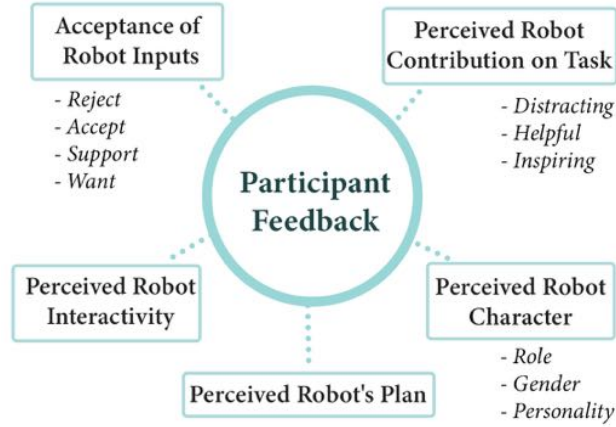 Acceptance of
Robot Inputs
- Reject
- Accept
- Support
- Want
Perceived Robot
Contribution on Task
- Distracting
- Helpful
- Inspiring
Participant
Feedback
Perceived Robot
Interactivity
Perceived Robot's Plan
Perceived Robot
Character
- Role
- Gender
- Personality